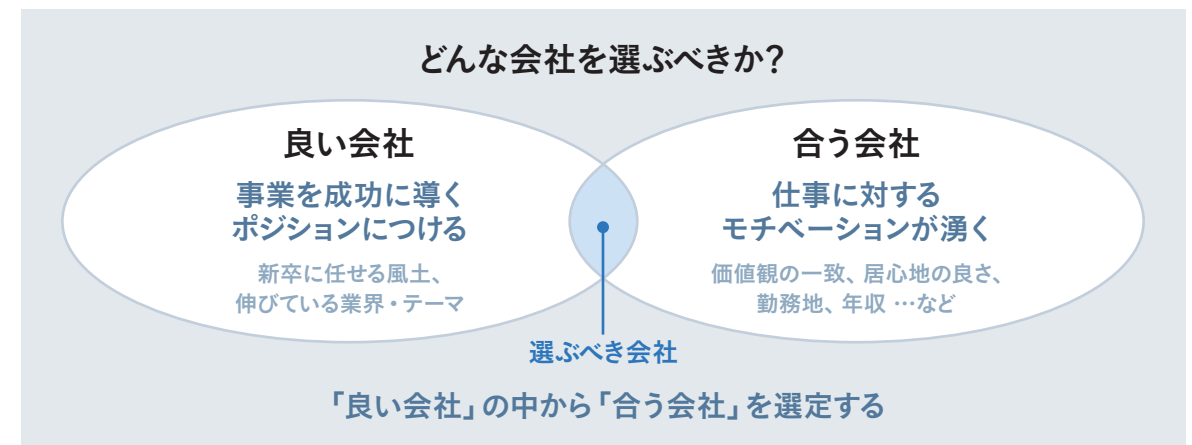 どんな会社を選ぶべきか?
良い会社
事業を成功に導く
ポジションにつける
新卒に任せる風土、
伸びている業界・テーマ
合う会社
仕事に対する
モチベーションが湧く
価値観の一致、居心地の良さ、
勤務地、年収 …など
選ぶべき会社
「良い会社」の中から「合う会社」を選定する